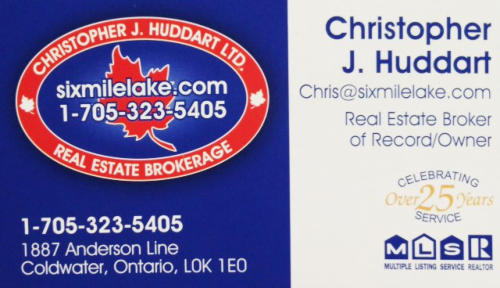 CHRISTOPHER J. HUDDART LTD.
sixmilelake.com
1-705-323-5405
REAL ESTATE BROKERAGE
1-705-323-5405
1887 Anderson Line
Coldwater, Ontario, L0K 1E0
Christopher
J. Huddart
Chris@sixmilelake.com
Real Estate Broker
of Record/Owner
CELEBRATING
Over 25 Years
SERVICE
MLS R
MULTIPLE LISTING SERVICE REALTOR